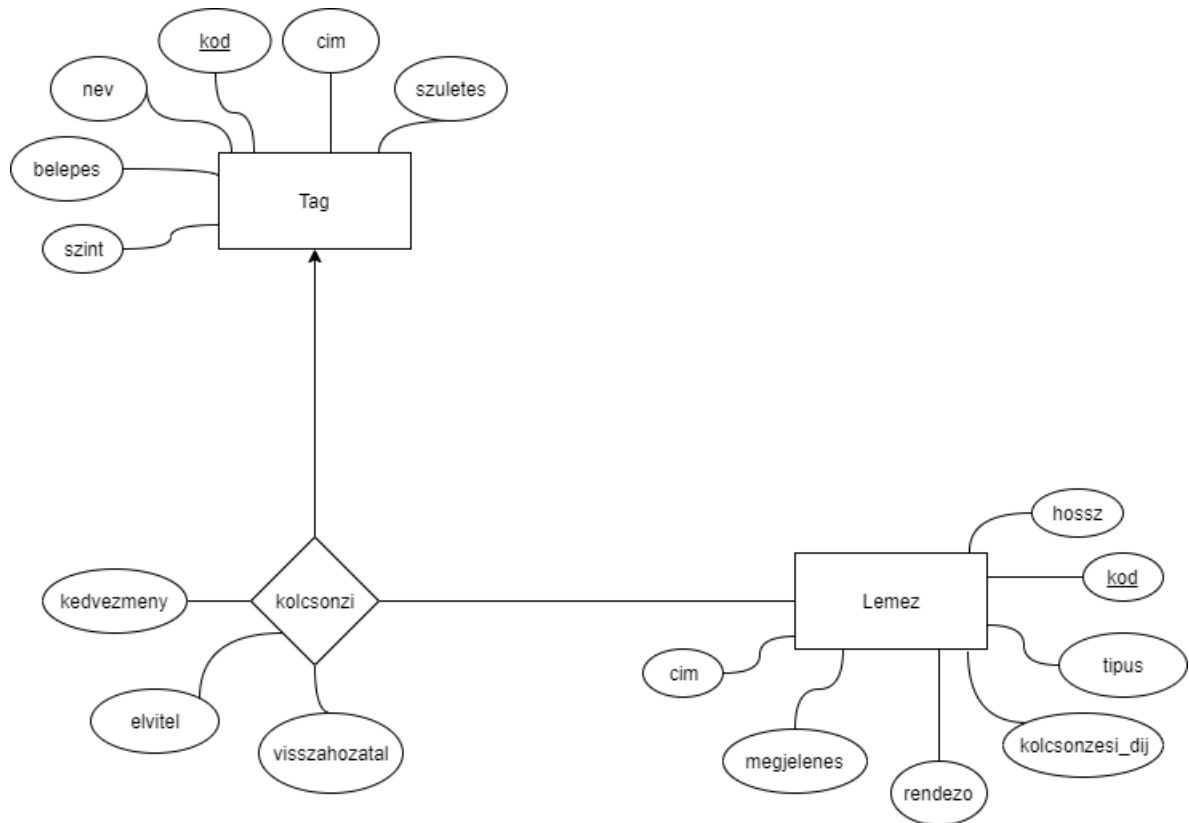 kod
cim
nev
szuletes
belepes
Tag
szint
hossz
kod
kedvezmeny
kolcsonzi
Lemez
cim
tipus
elvitel
visszahozatal
megjelenes
kolcsonzesi_dij
rendezo